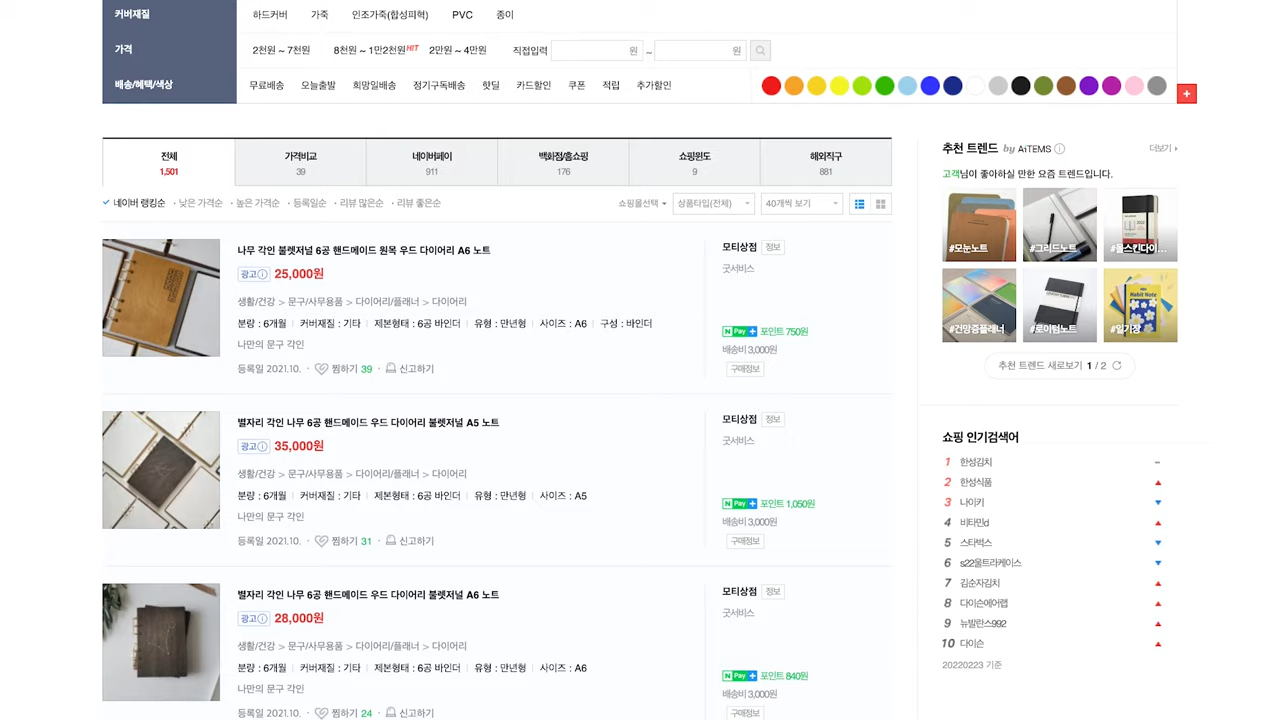 커버재질 하드커버 가죽 인조가죽(합성피혁) PVC 종이
가격 2천원 ~ 7천원 8천원 ~ 1만2천원HIT 2만원 ~ 4만원 직접입력 원 ~ 원
배송/혜택/색상 무료배송 오늘출발 희망일배송 정기구독배송 핫딜 카드할인 쿠폰 적립 추가할인
전체 가격비교 네이버페이 백화점/홈쇼핑 쇼핑윈도 해외직구
1,501 39 911 176 9 881
네이버 랭킹순 · 낮은 가격순 · 높은 가격순 · 등록일순 · 리뷰 많은순 · 리뷰 좋은순 쇼핑몰선택 상품타입(전체) 40개씩 보기
나무 각인 불렛저널 6공 핸드메이드 원목 우드 다이어리 A6 노트
광고 25,000원
생활/건강 > 문구/사무용품 > 다이어리/플래너 > 다이어리
분량 : 6개월 커버재질 : 기타 제본형태 : 6공 바인더 유형 : 만년형 사이즈 : A6 구성 : 바인더
나만의 문구 각인
등록일 2021.10. · 찜하기 39 · 신고하기
모티상점 정보
굿서비스
N Pay + 포인트 750원
배송비 3,000원
구매정보
별자리 각인 나무 6공 핸드메이드 우드 다이어리 불렛저널 A5 노트
광고 35,000원
생활/건강 > 문구/사무용품 > 다이어리/플래너 > 다이어리
분량 : 6개월 커버재질 : 기타 제본형태 : 6공 바인더 유형 : 만년형 사이즈 : A5
나만의 문구 각인
등록일 2021.10. · 찜하기 31 · 신고하기
모티상점 정보
굿서비스
N Pay + 포인트 1,050원
배송비 3,000원
구매정보
별자리 각인 나무 6공 핸드메이드 우드 다이어리 불렛저널 A6 노트
광고 28,000원
생활/건강 > 문구/사무용품 > 다이어리/플래너 > 다이어리
분량 : 6개월 커버재질 : 기타 제본형태 : 6공 바인더 유형 : 만년형 사이즈 : A6
나만의 문구 각인
등록일 2021.10. · 찜하기 24 · 신고하기
모티상점 정보
굿서비스
N Pay + 포인트 840원
배송비 3,000원
구매정보
추천 트렌드 by AiTEMS 더보기
고객님이 좋아하실 만한 요즘 트렌드입니다.
#모눈노트 #그리드노트 #몰스킨다이...
#건망증플래너 #로이텀노트 #일기장
Habit Note
추천 트렌드 새로보기 1 / 2
쇼핑 인기검색어
1 한성김치
2 한성식품
3 나이키
4 비타민d
5 스타벅스
6 s22울트라케이스
7 김순자김치
8 다이슨에어랩
9 뉴발란스992
10 다이슨
20220223 기준